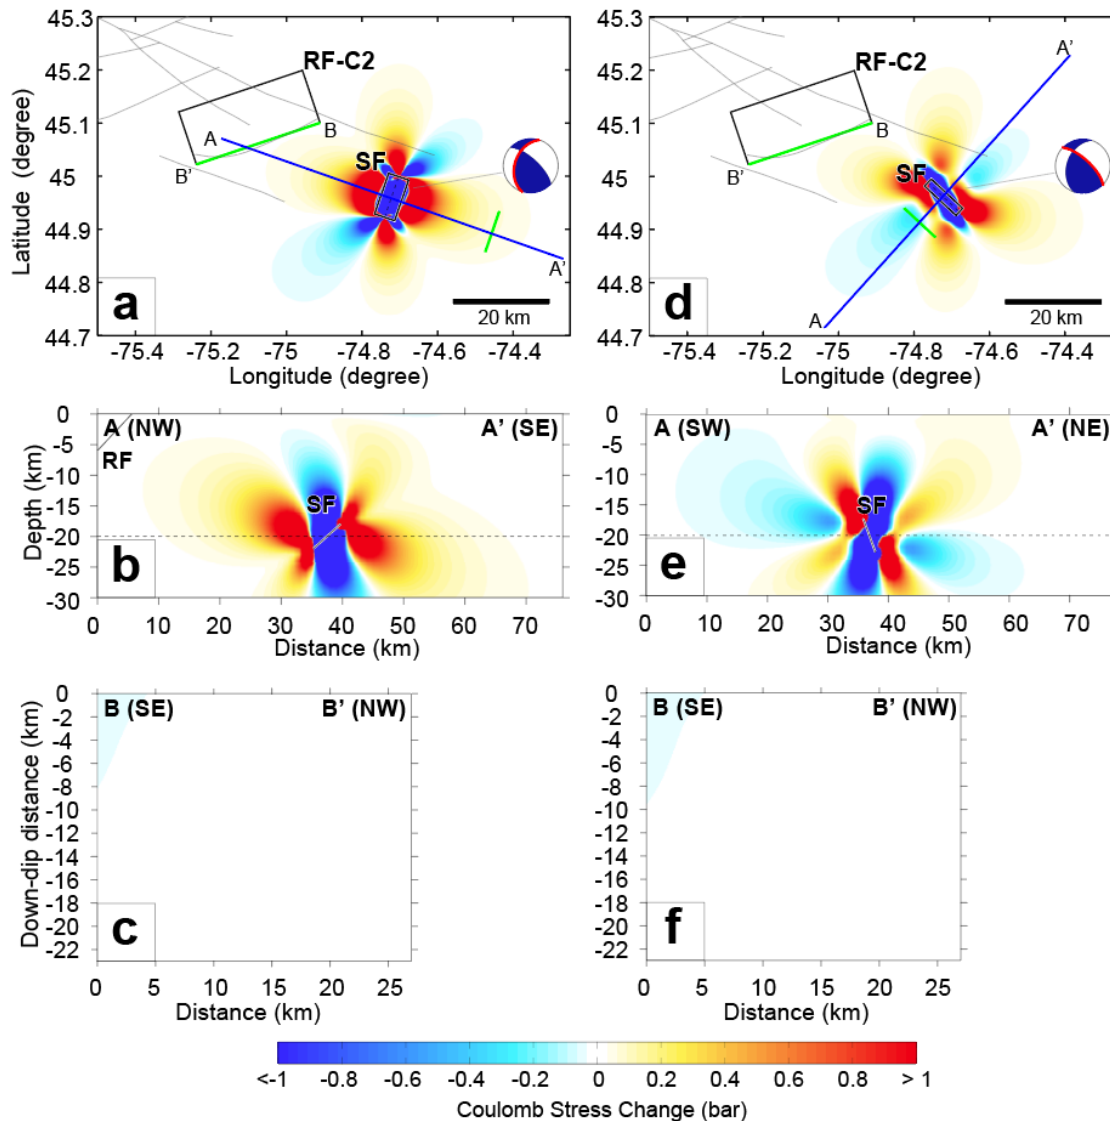 45.3
45.2
45.1
45
44.9
44.8
44.7
Latitude (degree)
RF-C2
A
B
B'
SF
A'
a
20 km
-75.4 -75.2 -75 -74.8 -74.6 -74.4
Longitude (degree)
45.3
45.2
45.1
45
44.9
44.8
44.7
RF-C2
A'
B
B'
SF
A
d
20 km
-75.4 -75.2 -75 -74.8 -74.6 -74.4
Longitude (degree)
0
-5
-10
-15
-20
-25
-30
Depth (km)
A (NW) A' (SE)
RF
SF
b
0 10 20 30 40 50 60 70
Distance (km)
0
-5
-10
-15
-20
-25
-30
A (SW) A' (NE)
SF
e
0 10 20 30 40 50 60 70
Distance (km)
0
-2
-4
-6
-8
-10
-12
-14
-16
-18
-20
-22
Down-dip distance (km)
B (SE) B' (NW)
c
0 5 10 15 20 25
Distance (km)
0
-2
-4
-6
-8
-10
-12
-14
-16
-18
-20
-22
B (SE) B' (NW)
f
0 5 10 15 20 25
Distance (km)
<-1 -0.8 -0.6 -0.4 -0.2 0 0.2 0.4 0.6 0.8 > 1
Coulomb Stress Change (bar)